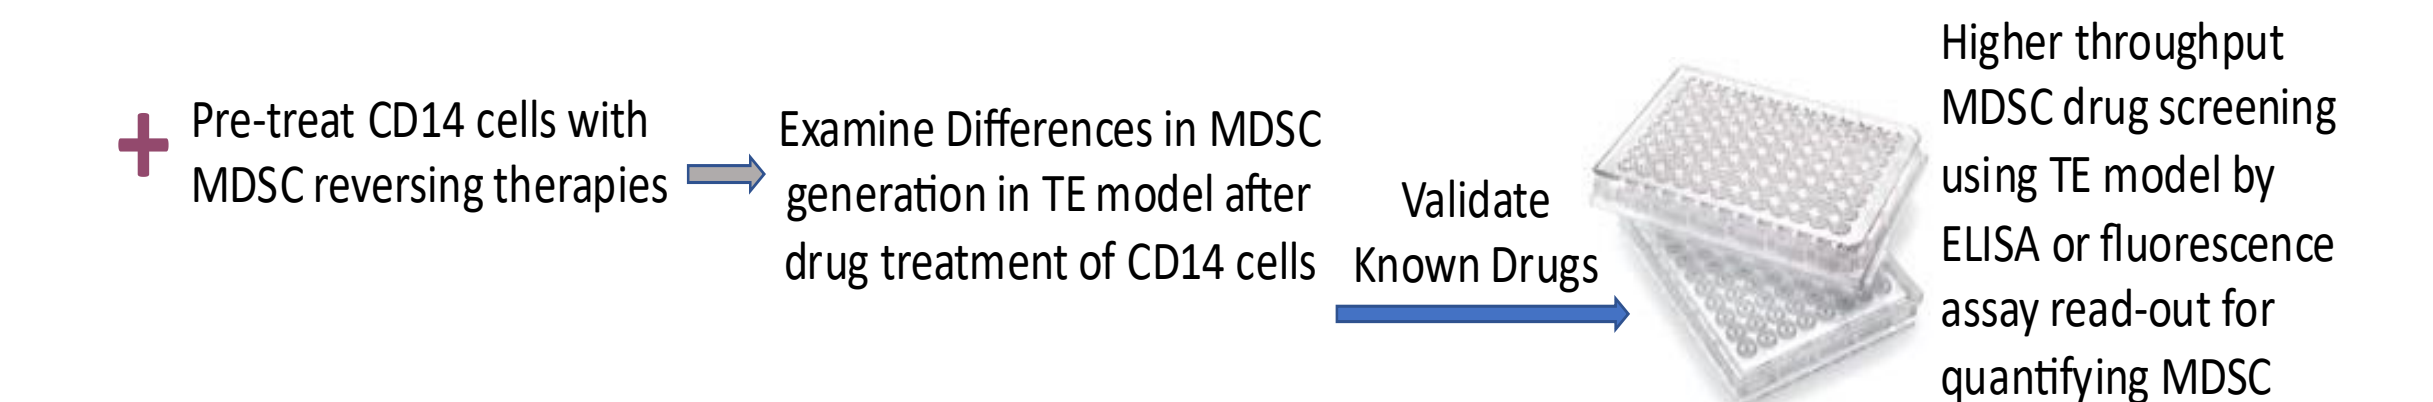 Pre-treat CD14 cells with
MDSC reversing therapies
Examine Differences in MDSC
generation in TE model after
drug treatment of CD14 cells
Validate
Known Drugs
Higher throughput
MDSC drug screening
using TE model by
ELISA or fluorescence
assay read-out for
quantifying MDSC